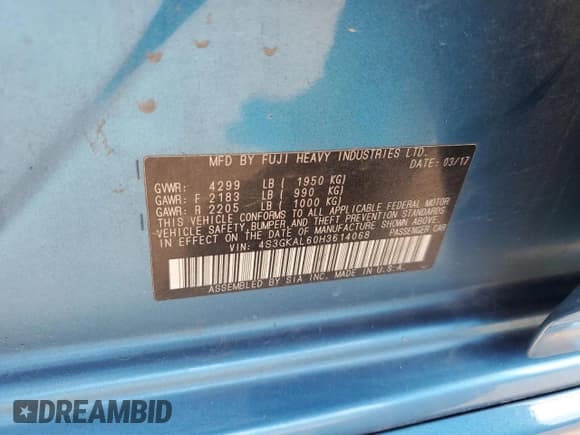 MFD BY FUJI HEAVY INDUSTRIES LTD.
DATE: 03/17
GVWR: 4299 LB ( 1950 KG)
GAWR: F 2183 LB ( 990 KG)
GAWR: R 2205 LB ( 1000 KG)
THIS VEHICLE CONFORMS TO ALL APPLICABLE FEDERAL MOTOR
VEHICLE SAFETY, BUMPER, AND THEFT PREVENTION STANDARDS
IN EFFECT ON THE DATE OF MANUFACTURE SHOWN ABOVE.
VIN: 4S3GKAL60H3614068 PASSENGER CAR
ASSEMBLED BY SIA INC. MADE IN U.S.A.
DREAMBID